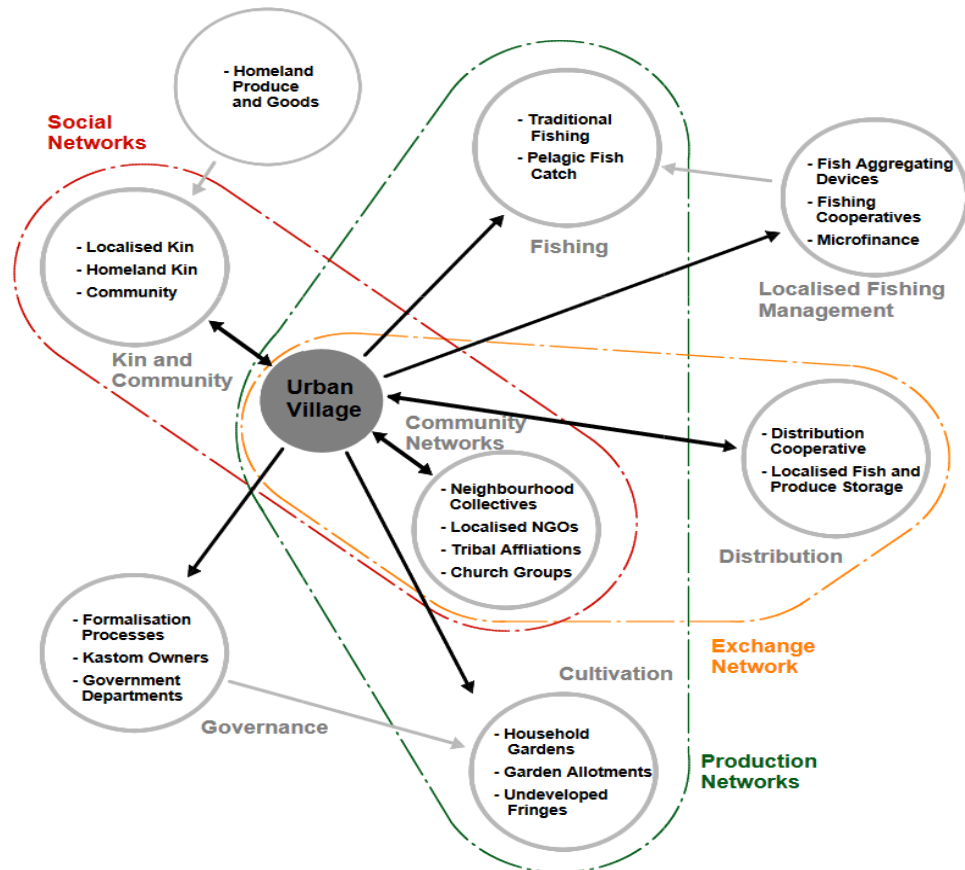 - Homeland
Produce
and Goods
Social
Networks
- Traditional
Fishing
- Pelagic Fish
Catch
Fishing
- Fish Aggregating
Devices
- Fishing
Cooperatives
- Microfinance
Localised Fishing
Management
- Localised Kin
- Homeland Kin
- Community
Kin and
Community
Urban
Village
Community
Networks
- Neighbourhood
Collectives
- Localised NGOs
- Tribal Affliations
- Church Groups
- Distribution
Cooperative
- Localised Fish and
Produce Storage
Distribution
Exchange
Network
- Formalisation
Processes
- Kastom Owners
- Government
Departments
Governance
Cultivation
- Household
Gardens
- Garden Allotments
- Undeveloped
Fringes
Production
Networks